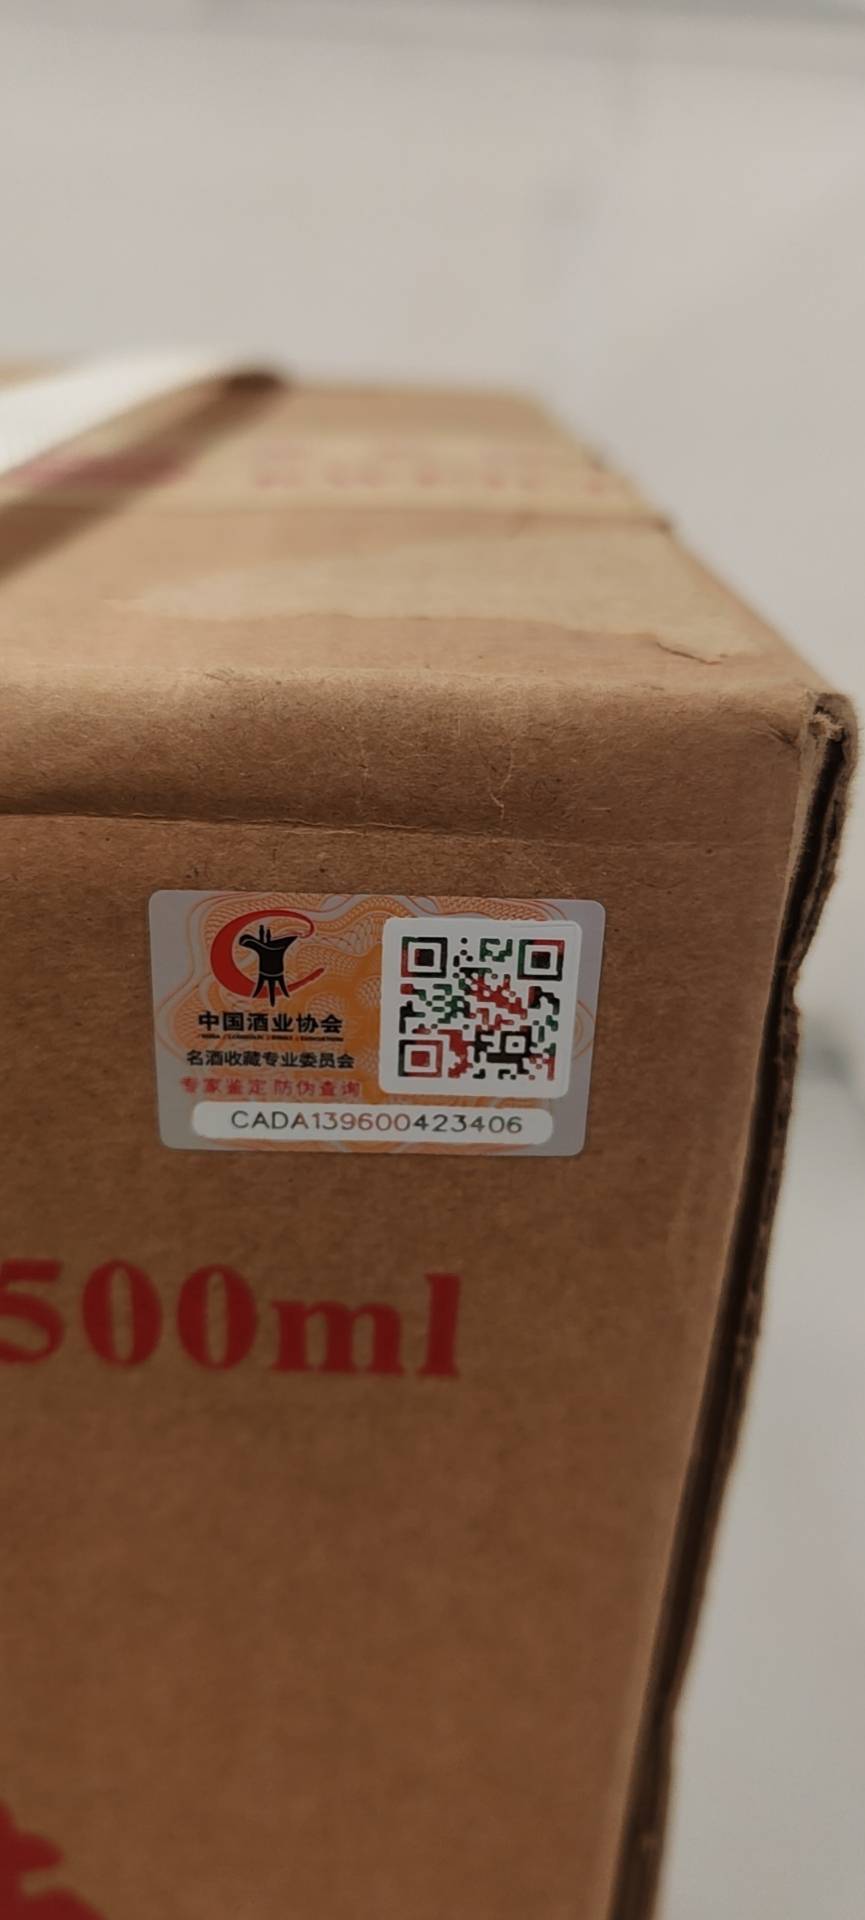 中国酒业协会
名酒收藏专业委员会
专家鉴定 防伪查询
CADA139600423406
500ml